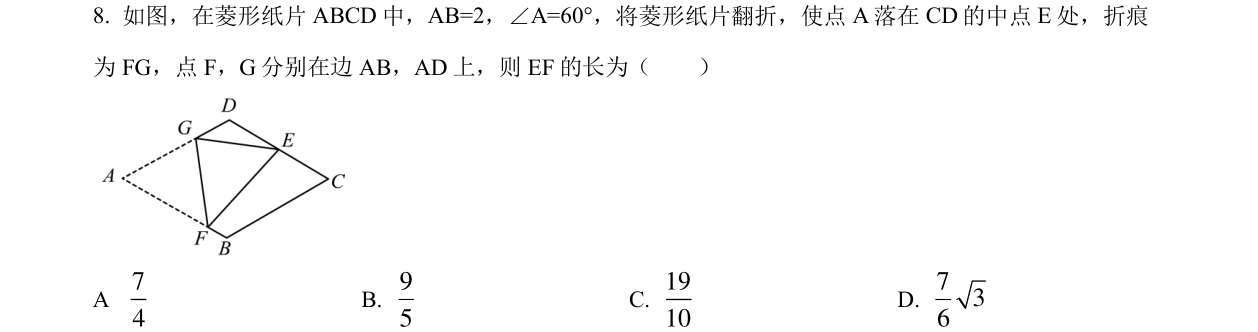 8. 如图，在菱形纸片 ABCD 中，AB=2，∠A=60°，将菱形纸片翻折，使点 A 落在 CD 的中点 E 处，折痕
为 FG，点 F，G 分别在边 AB，AD 上，则 EF 的长为（　　）
D
G
E
A
C
F
B
A 7/4 B. 9/5 C. 19/10 D. 7/6√3